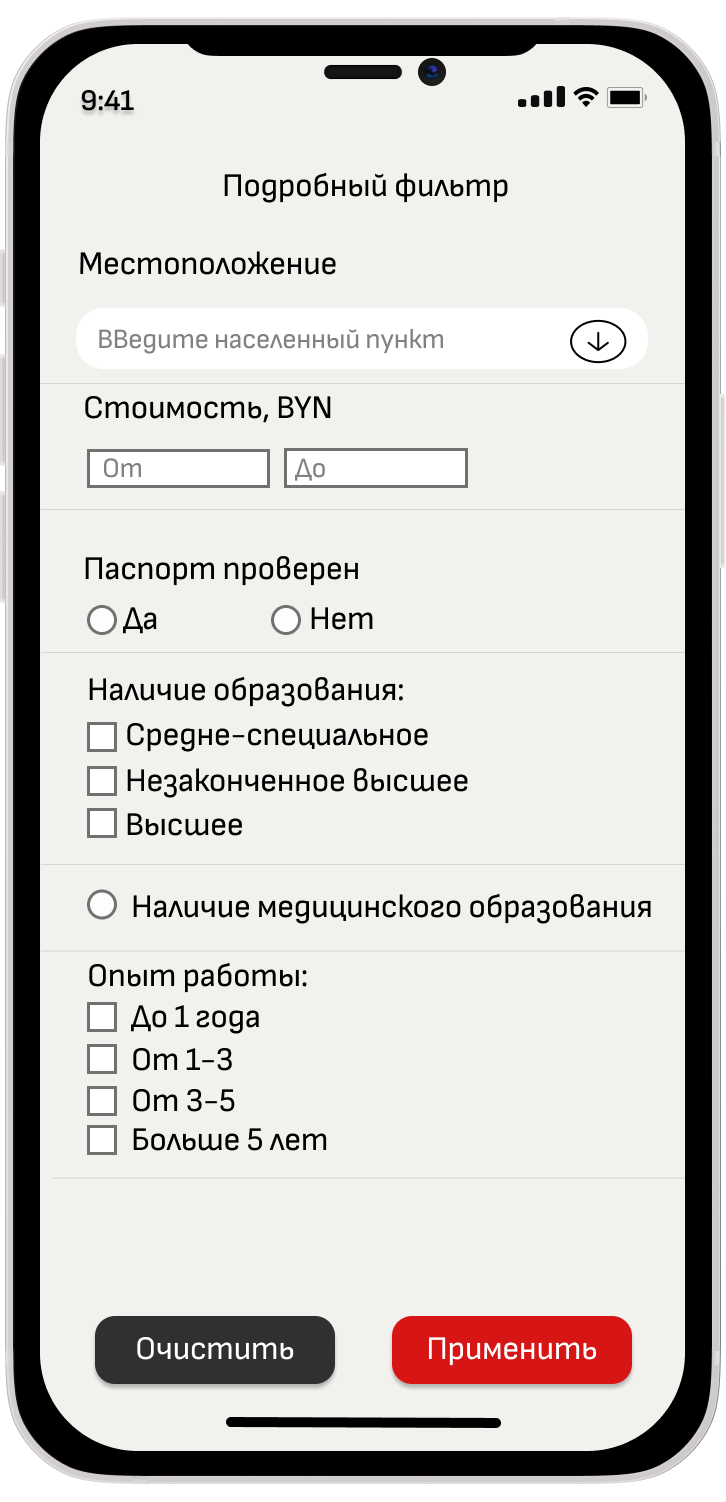 9:41
Подробный фильтр
Местоположение
ВВедите населенный пункт
Стоимость, BYN
От До
Паспорт проверен
Да Нет
Наличие образования:
Средне-специальное
Незаконченное высшее
Высшее
Наличие медицинского образования
Опыт работы:
До 1 года
От 1-3
От 3-5
Больше 5 лет
Очистить Применить